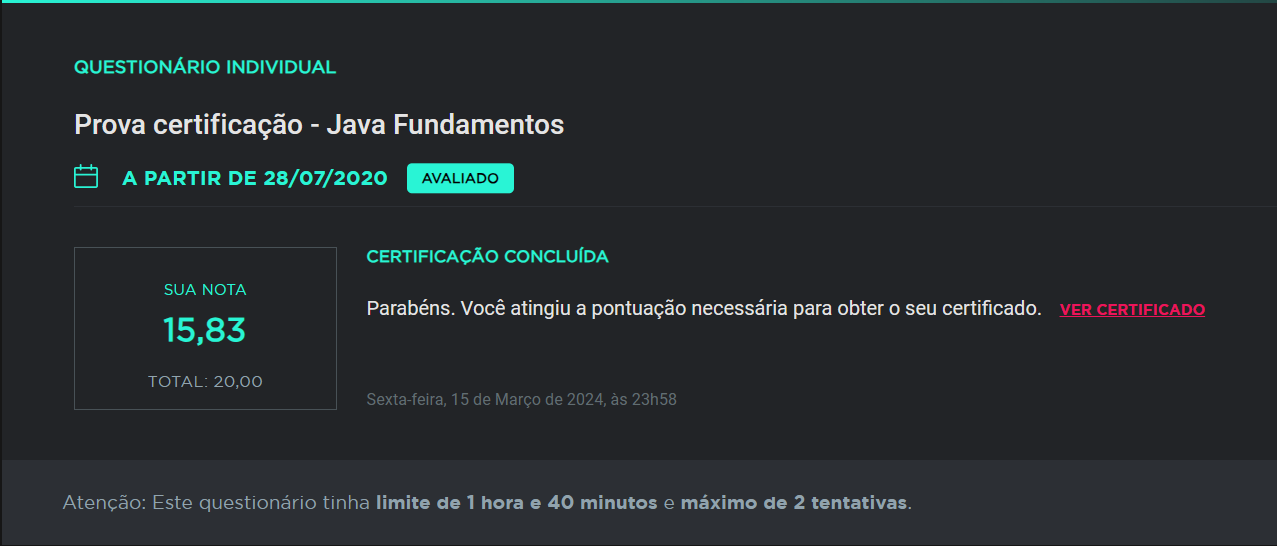 QUESTIONÁRIO INDIVIDUAL
Prova certificação - Java Fundamentos
A PARTIR DE 28/07/2020 AVALIADO
SUA NOTA
15,83
TOTAL: 20,00
CERTIFICAÇÃO CONCLUÍDA
Parabéns. Você atingiu a pontuação necessária para obter o seu certificado. VER CERTIFICADO
Sexta-feira, 15 de Março de 2024, às 23h58
Atenção: Este questionário tinha limite de 1 hora e 40 minutos e máximo de 2 tentativas.